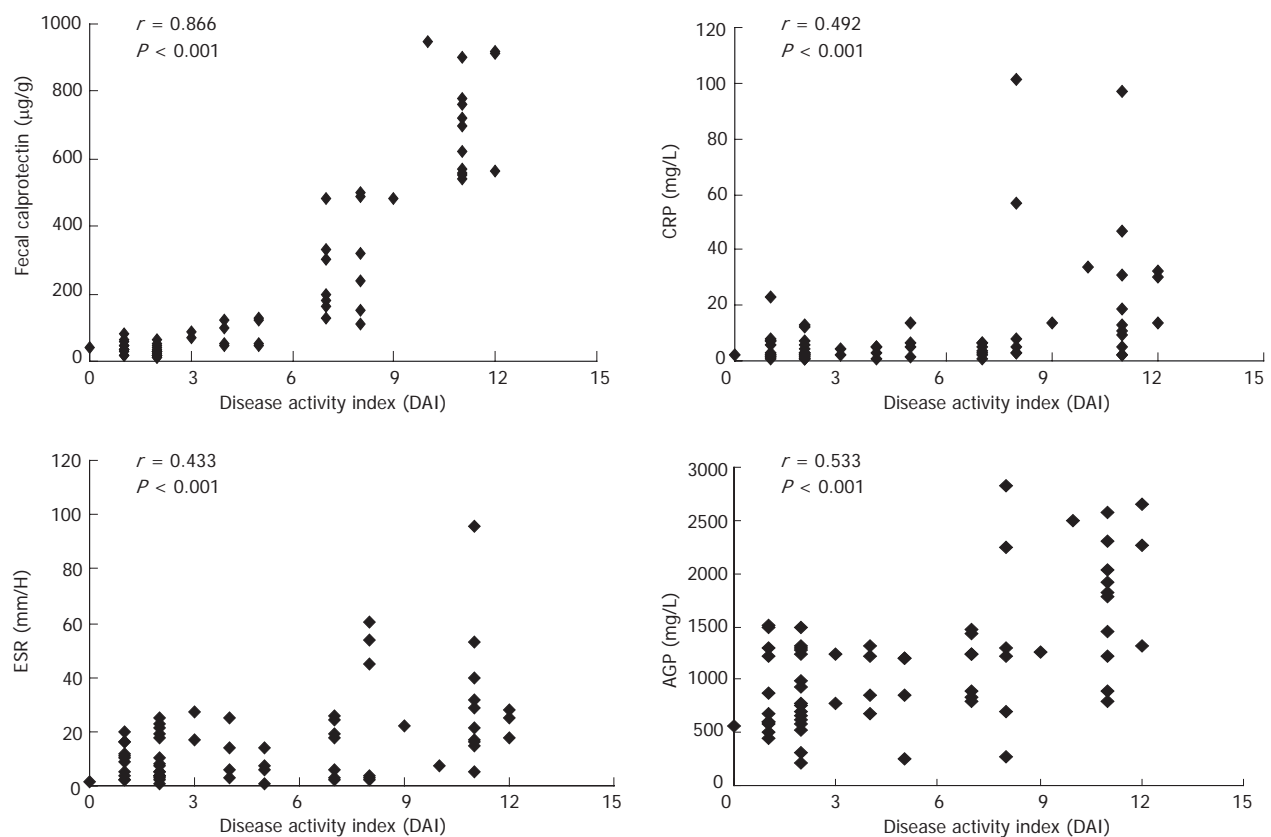 r = 0.866
P < 0.001
Fecal calprotectin (μg/g)
1000
800
600
400
200
0
0 3 6 9 12 15
Disease activity index (DAI)
r = 0.492
P < 0.001
CRP (mg/L)
120
100
80
60
40
20
0
0 3 6 9 12 15
Disease activity index (DAI)
r = 0.433
P < 0.001
ESR (mm/H)
120
100
80
60
40
20
0
0 3 6 9 12 15
Disease activity index (DAI)
r = 0.533
P < 0.001
AGP (mg/L)
3000
2500
2000
1500
1000
500
0
0 3 6 9 12 15
Disease activity index (DAI)